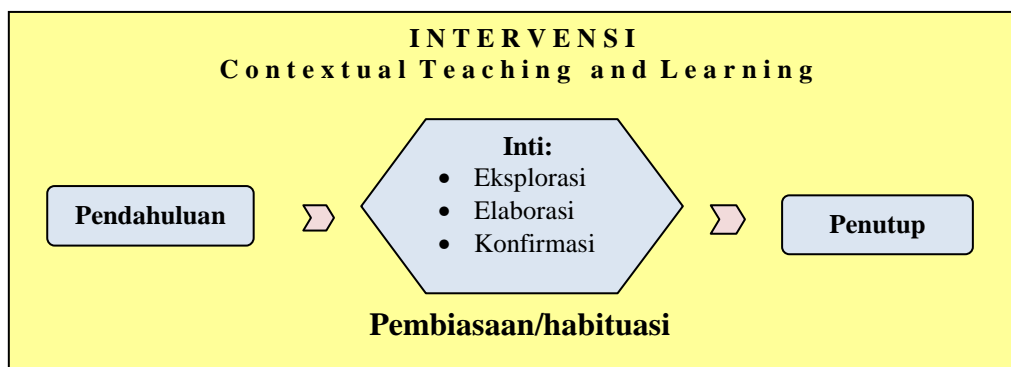 INTERVENSI
Contextual Teaching and Learning
Pendahuluan
Inti:
• Eksplorasi
• Elaborasi
• Konfirmasi
Penutup
Pembiasaan/habituasi